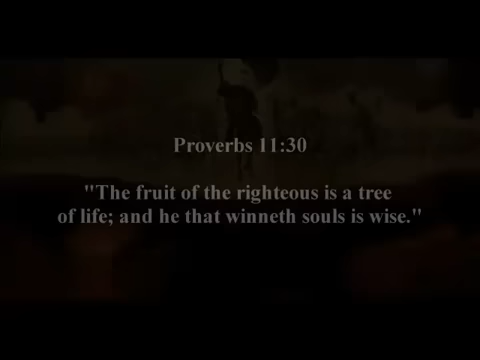 Proverbs 11:30
"The fruit of the righteous is a tree
of life; and he that winneth souls is wise."